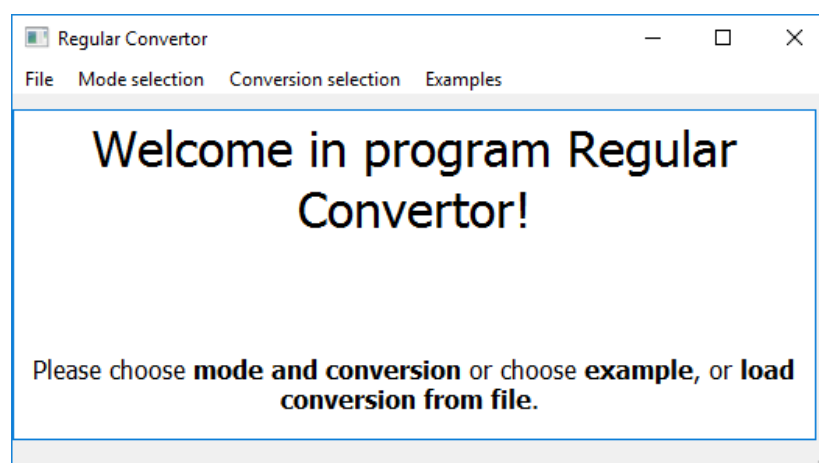 Regular Convertor
File Mode selection Conversion selection Examples
Welcome in program Regular
Convertor!
Please choose mode and conversion or choose example, or load
conversion from file.